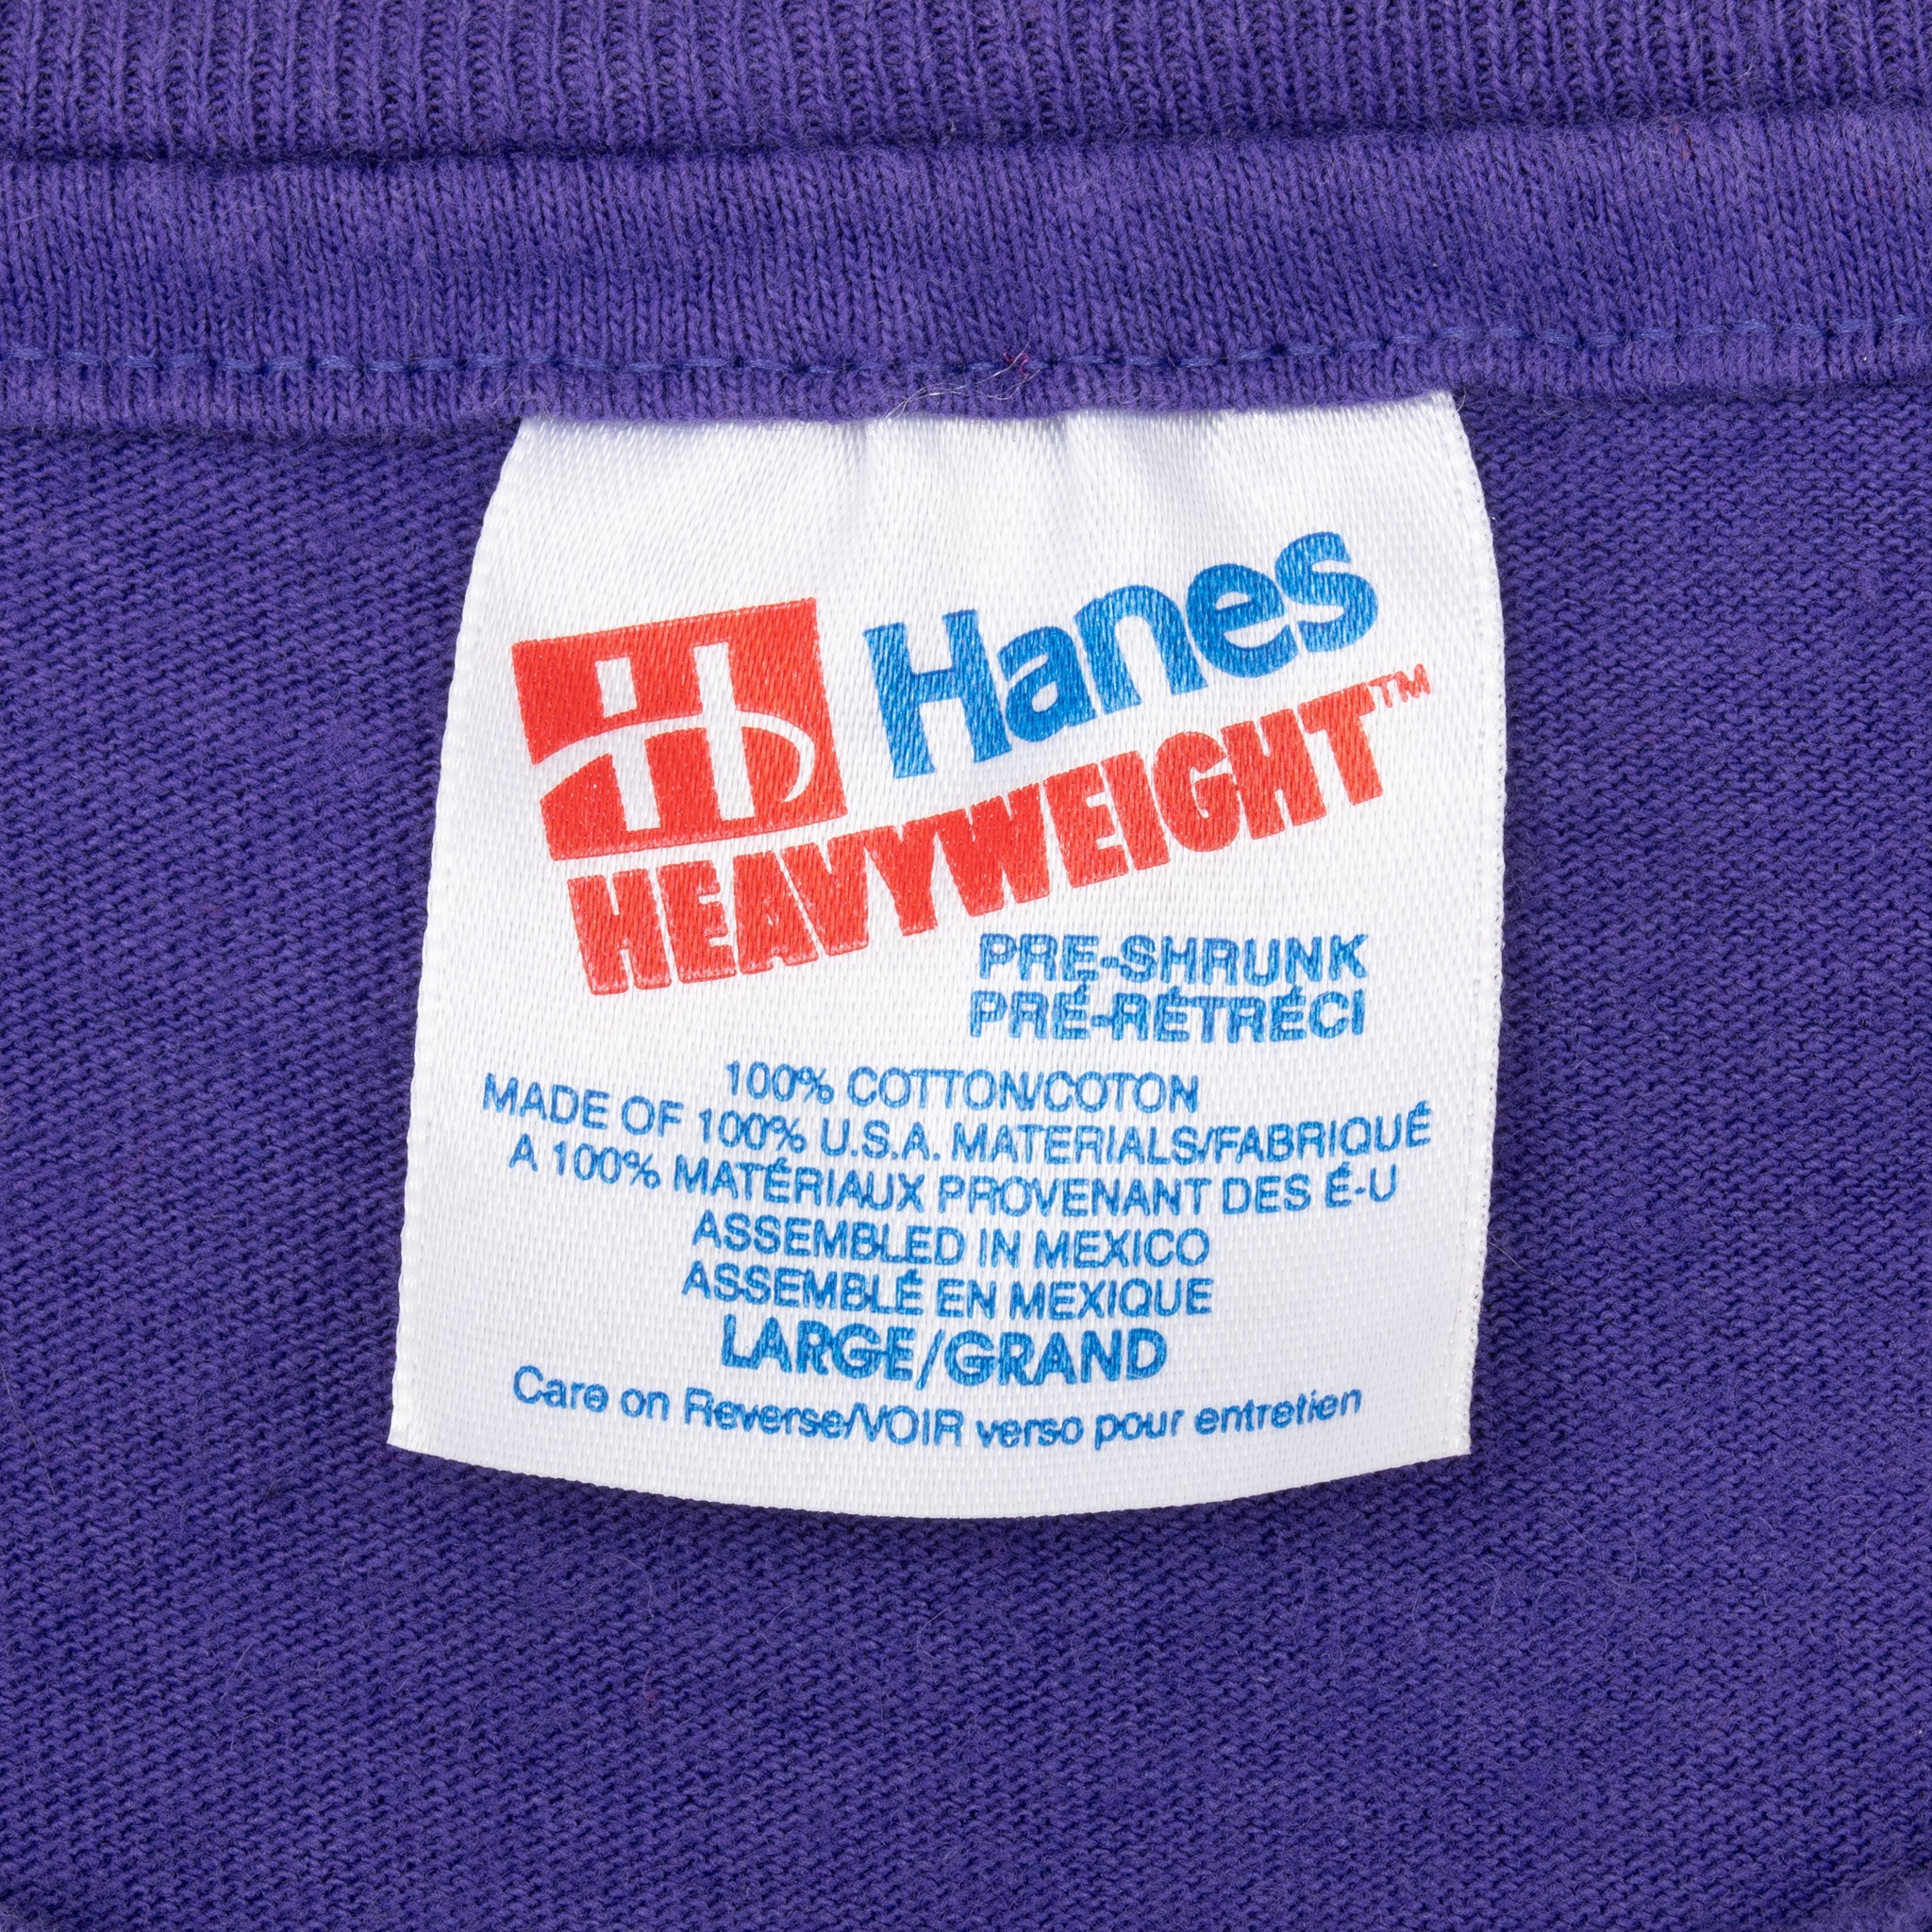 Hanes
HEAVYWEIGHT™
PRE-SHRUNK
PRÉ-RÉTRÉCI
100% COTTON/COTON
MADE OF 100% U.S.A. MATERIALS/FABRIQUÉ
A 100% MATÉRIAUX PROVENANT DES É-U
ASSEMBLED IN MEXICO
ASSEMBLÉ EN MEXIQUE
LARGE/GRAND
Care on Reverse/VOIR verso pour entretien